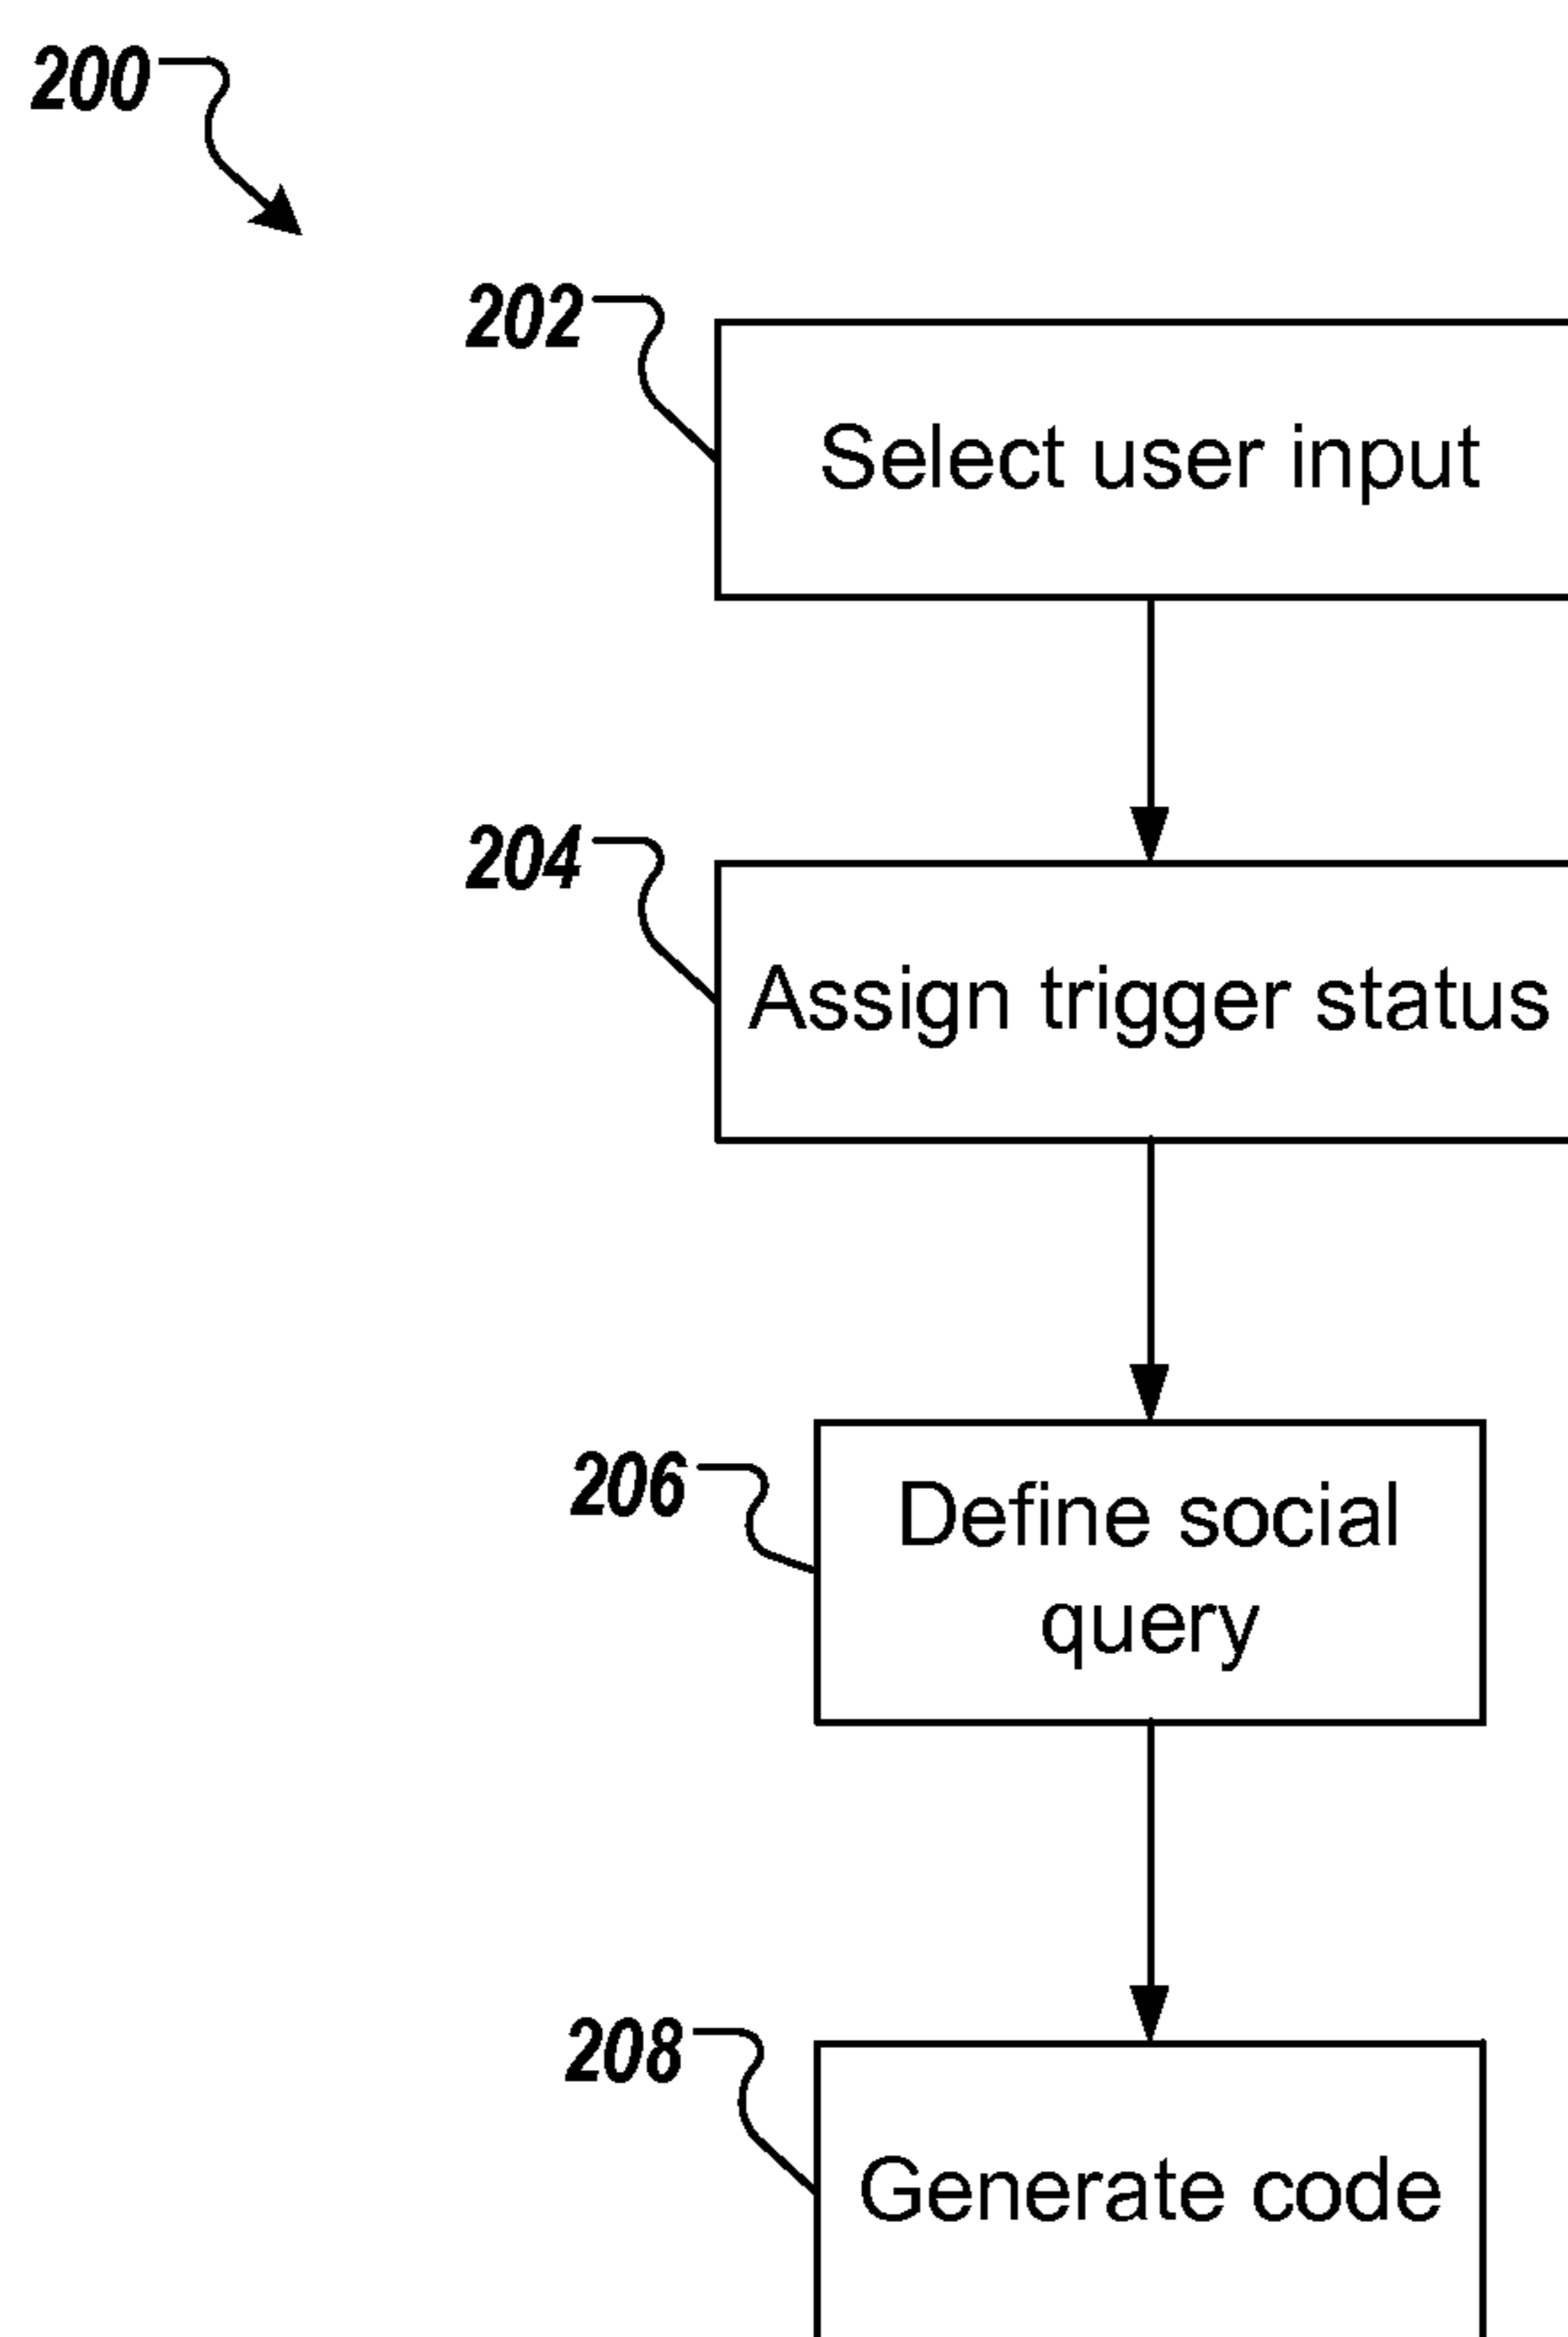 200
202
Select user input
204
Assign trigger status
206
Define social
query
208
Generate code